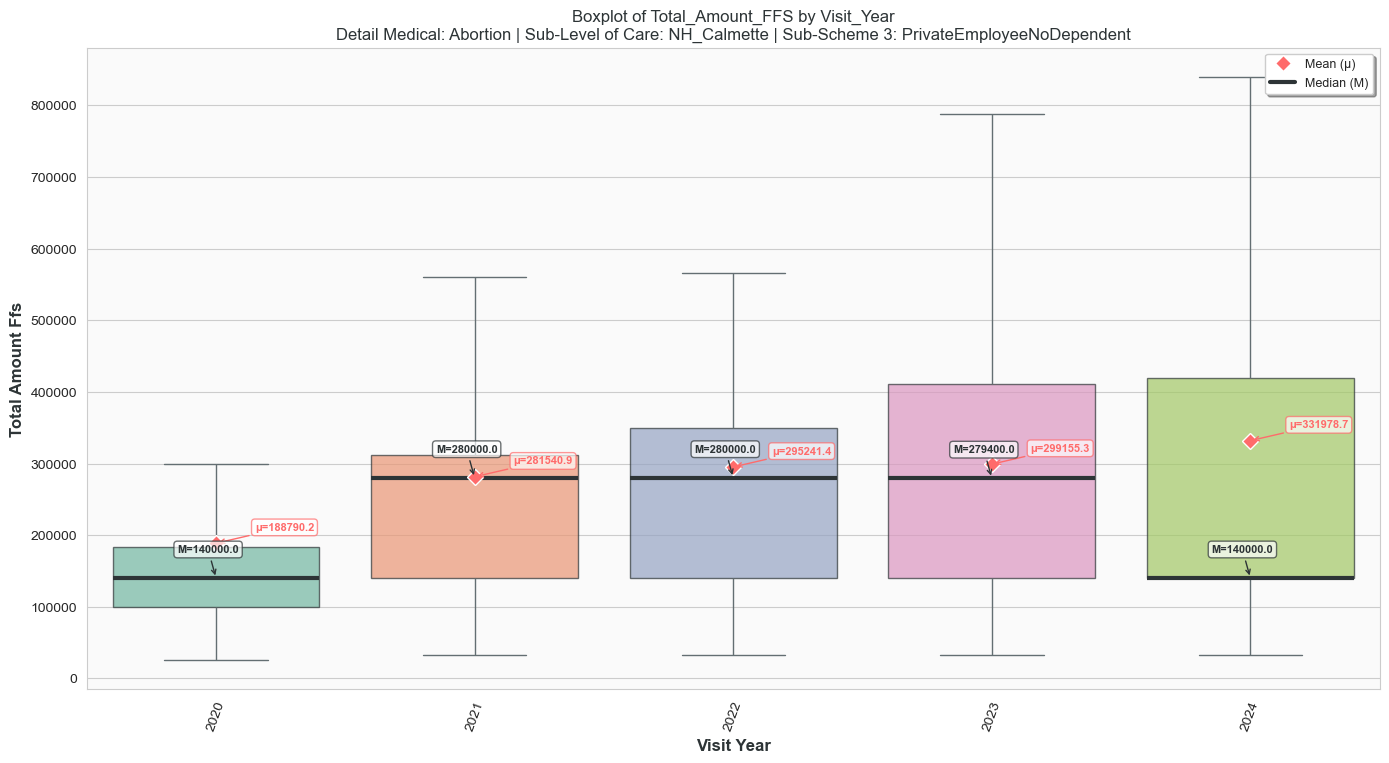 Boxplot of Total_Amount_FFS by Visit_Year
Detail Medical: Abortion | Sub-Level of Care: NH_Calmette | Sub-Scheme 3: PrivateEmployeeNoDependent
Mean (μ)
Median (M)
Total Amount Ffs
800000
700000
600000
500000
400000
300000
200000
100000
0
M=140000.0
μ=188790.2
M=280000.0
μ=281540.9
M=280000.0
μ=295241.4
M=279400.0
μ=299155.3
M=140000.0
μ=331978.7
2020
2021
2022
2023
2024
Visit Year